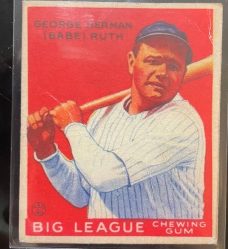 GEORGE HERMAN
(BABE) RUTH
BIG LEAGUE CHEWING
GUM